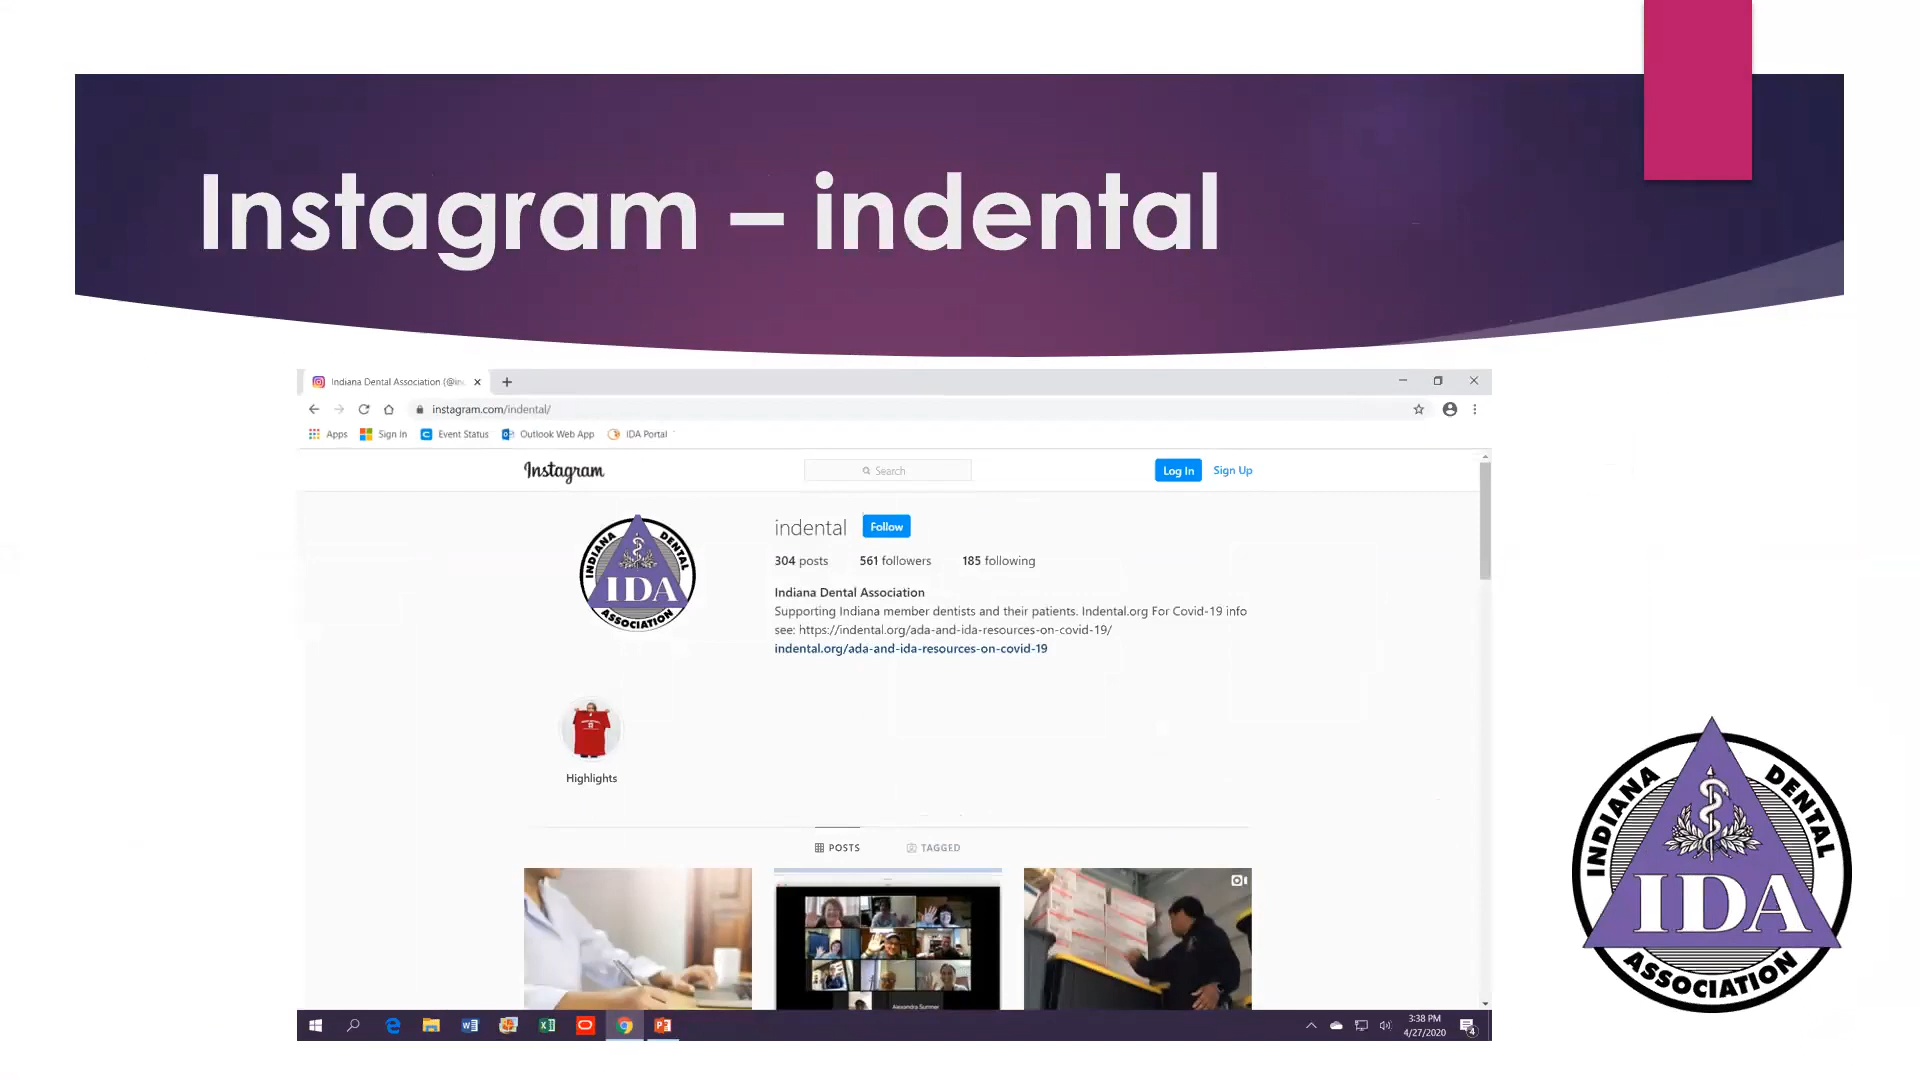 Instagram – indental
Indiana Dental Association (@in
instagram.com/indental/
Apps Sign In Event Status Outlook Web App IDA Portal
Instagram
Search
Log In Sign Up
INDIANA DENTAL
IDA
ASSOCIATION
indental Follow
304 posts 561 followers 185 following
Indiana Dental Association
Supporting Indiana member dentists and their patients. Indental.org For Covid-19 info
see: https://indental.org/ada-and-ida-resources-on-covid-19/
indental.org/ada-and-ida-resources-on-covid-19
Highlights
POSTS TAGGED
Alexandra Sumner
3:38 PM
4/27/2020
4
INDIANA DENTAL
IDA
ASSOCIATION